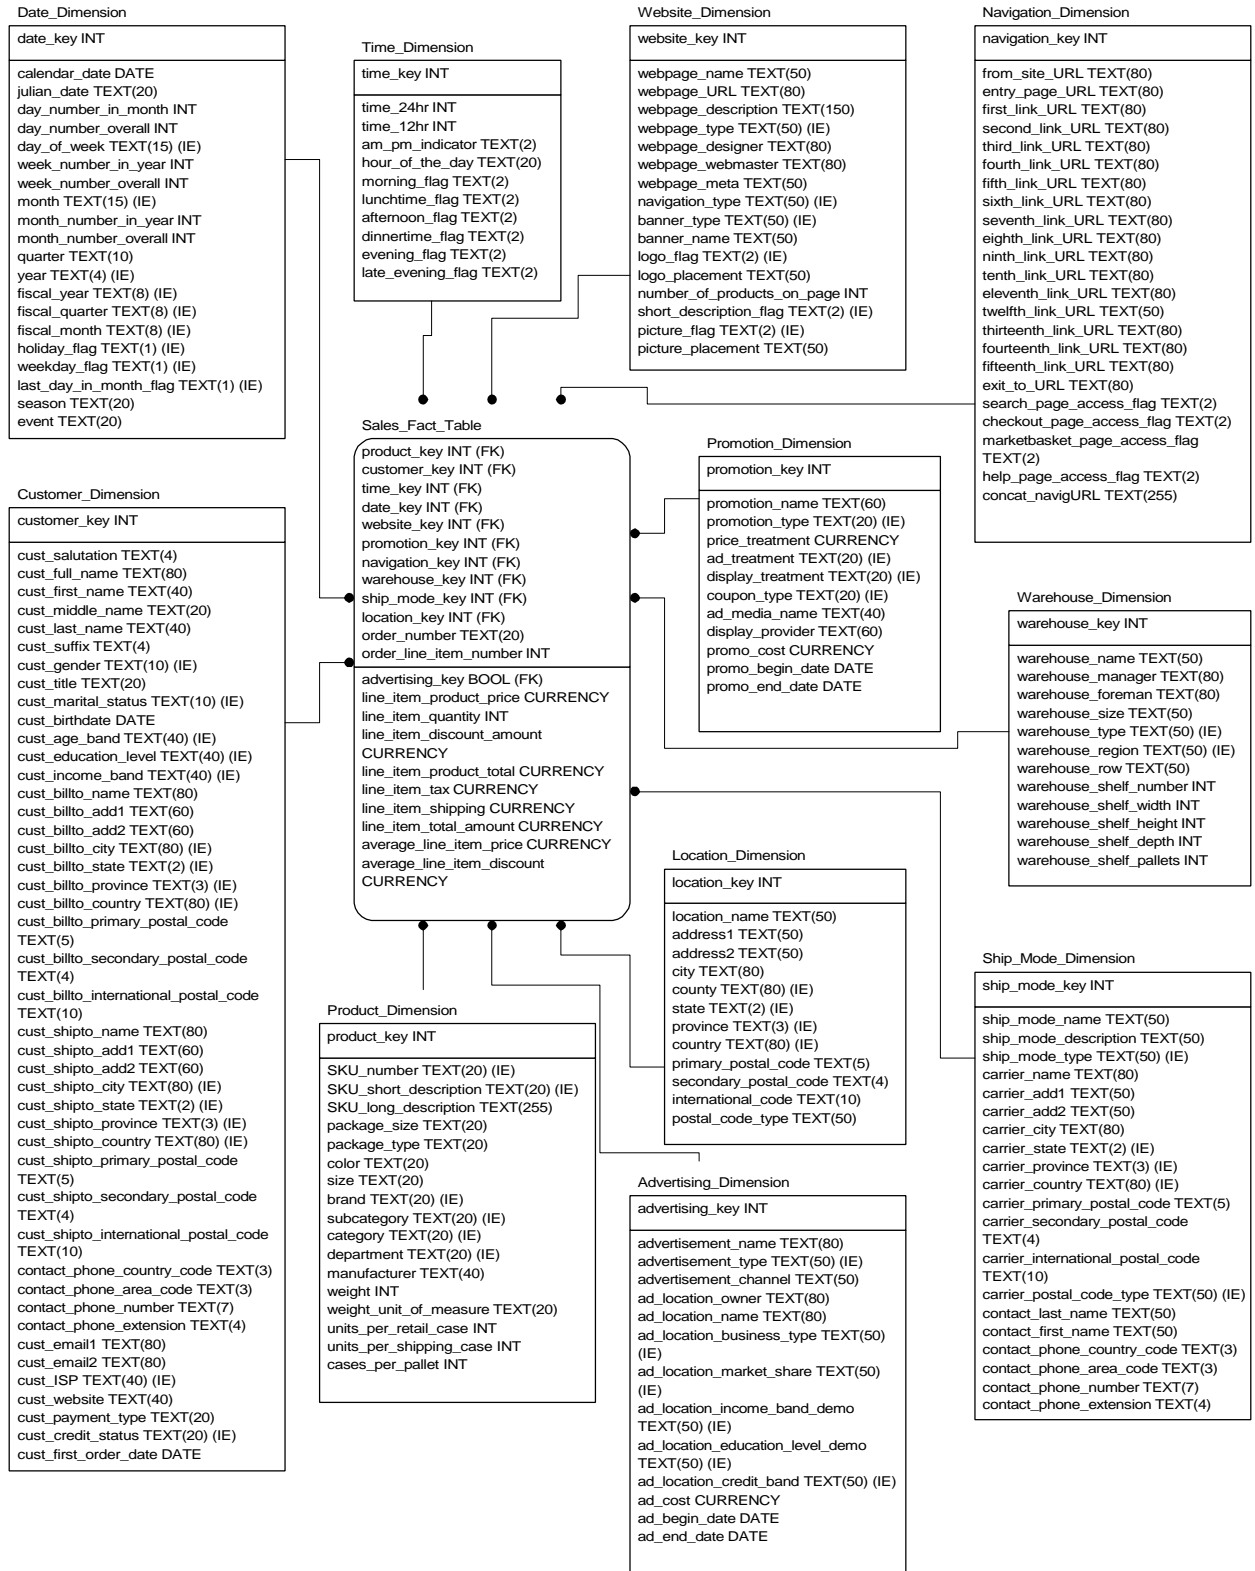 Date_Dimension
date_key INT
calendar_date DATE
julian_date TEXT(20)
day_number_in_month INT
day_number_overall INT
day_of_week TEXT(15) (IE)
week_number_in_year INT
week_number_overall INT
month TEXT(15) (IE)
month_number_in_year INT
month_number_overall INT
quarter TEXT(10)
year TEXT(4) (IE)
fiscal_year TEXT(8) (IE)
fiscal_quarter TEXT(8) (IE)
fiscal_month TEXT(8) (IE)
holiday_flag TEXT(1) (IE)
weekday_flag TEXT(1) (IE)
last_day_in_month_flag TEXT(1) (IE)
season TEXT(20)
event TEXT(20)
Time_Dimension
time_key INT
time_24hr INT
time_12hr INT
am_pm_indicator TEXT(2)
hour_of_the_day TEXT(20)
morning_flag TEXT(2)
lunchtime_flag TEXT(2)
afternoon_flag TEXT(2)
dinnertime_flag TEXT(2)
evening_flag TEXT(2)
late_evening_flag TEXT(2)
Website_Dimension
website_key INT
webpage_name TEXT(50)
webpage_URL TEXT(80)
webpage_description TEXT(150)
webpage_type TEXT(50) (IE)
webpage_designer TEXT(80)
webpage_webmaster TEXT(80)
webpage_meta TEXT(50)
navigation_type TEXT(50) (IE)
banner_type TEXT(50) (IE)
banner_name TEXT(50)
logo_flag TEXT(2) (IE)
logo_placement TEXT(50)
number_of_products_on_page INT
short_description_flag TEXT(2) (IE)
picture_flag TEXT(2) (IE)
picture_placement TEXT(50)
Navigation_Dimension
navigation_key INT
from_site_URL TEXT(80)
entry_page_URL TEXT(80)
first_link_URL TEXT(80)
second_link_URL TEXT(80)
third_link_URL TEXT(80)
fourth_link_URL TEXT(80)
fifth_link_URL TEXT(80)
sixth_link_URL TEXT(80)
seventh_link_URL TEXT(80)
eighth_link_URL TEXT(80)
ninth_link_URL TEXT(80)
tenth_link_URL TEXT(80)
eleventh_link_URL TEXT(80)
twelfth_link_URL TEXT(50)
thirteenth_link_URL TEXT(80)
fourteenth_link_URL TEXT(80)
fifteenth_link_URL TEXT(80)
exit_to_URL TEXT(80)
search_page_access_flag TEXT(2)
checkout_page_access_flag TEXT(2)
marketbasket_page_access_flag
TEXT(2)
help_page_access_flag TEXT(2)
concat_navigURL TEXT(255)
Sales_Fact_Table
product_key INT (FK)
customer_key INT (FK)
time_key INT (FK)
date_key INT (FK)
website_key INT (FK)
promotion_key INT (FK)
navigation_key INT (FK)
warehouse_key INT (FK)
ship_mode_key INT (FK)
location_key INT (FK)
order_number TEXT(20)
order_line_item_number INT
advertising_key BOOL (FK)
line_item_product_price CURRENCY
line_item_quantity INT
line_item_discount_amount
CURRENCY
line_item_product_total CURRENCY
line_item_tax CURRENCY
line_item_shipping CURRENCY
line_item_total_amount CURRENCY
average_line_item_price CURRENCY
average_line_item_discount
CURRENCY
Promotion_Dimension
promotion_key INT
promotion_name TEXT(60)
promotion_type TEXT(20) (IE)
price_treatment CURRENCY
ad_treatment TEXT(20) (IE)
display_treatment TEXT(20) (IE)
coupon_type TEXT(20) (IE)
ad_media_name TEXT(40)
display_provider TEXT(60)
promo_cost CURRENCY
promo_begin_date DATE
promo_end_date DATE
Customer_Dimension
customer_key INT
cust_salutation TEXT(4)
cust_full_name TEXT(80)
cust_first_name TEXT(40)
cust_middle_name TEXT(20)
cust_last_name TEXT(40)
cust_suffix TEXT(4)
cust_gender TEXT(10) (IE)
cust_title TEXT(20)
cust_marital_status TEXT(10) (IE)
cust_birthdate DATE
cust_age_band TEXT(40) (IE)
cust_education_level TEXT(40) (IE)
cust_income_band TEXT(40) (IE)
cust_billto_name TEXT(80)
cust_billto_add1 TEXT(60)
cust_billto_add2 TEXT(60)
cust_billto_city TEXT(80) (IE)
cust_billto_state TEXT(2) (IE)
cust_billto_province TEXT(3) (IE)
cust_billto_country TEXT(80) (IE)
cust_billto_primary_postal_code
TEXT(5)
cust_billto_secondary_postal_code
TEXT(4)
cust_billto_international_postal_code
TEXT(10)
cust_shipto_name TEXT(80)
cust_shipto_add1 TEXT(60)
cust_shipto_add2 TEXT(60)
cust_shipto_city TEXT(80) (IE)
cust_shipto_state TEXT(2) (IE)
cust_shipto_province TEXT(3) (IE)
cust_shipto_country TEXT(80) (IE)
cust_shipto_primary_postal_code
TEXT(5)
cust_shipto_secondary_postal_code
TEXT(4)
cust_shipto_international_postal_code
TEXT(10)
contact_phone_country_code TEXT(3)
contact_phone_area_code TEXT(3)
contact_phone_number TEXT(7)
contact_phone_extension TEXT(4)
cust_email1 TEXT(80)
cust_email2 TEXT(80)
cust_ISP TEXT(40) (IE)
cust_website TEXT(40)
cust_payment_type TEXT(20)
cust_credit_status TEXT(20) (IE)
cust_first_order_date DATE
Warehouse_Dimension
warehouse_key INT
warehouse_name TEXT(50)
warehouse_manager TEXT(80)
warehouse_foreman TEXT(80)
warehouse_size TEXT(50)
warehouse_type TEXT(50) (IE)
warehouse_region TEXT(50) (IE)
warehouse_row TEXT(50)
warehouse_shelf_number INT
warehouse_shelf_width INT
warehouse_shelf_height INT
warehouse_shelf_depth INT
warehouse_shelf_pallets INT
Location_Dimension
location_key INT
location_name TEXT(50)
address1 TEXT(50)
address2 TEXT(50)
city TEXT(80)
county TEXT(80) (IE)
state TEXT(2) (IE)
province TEXT(3) (IE)
country TEXT(80) (IE)
primary_postal_code TEXT(5)
secondary_postal_code TEXT(4)
international_code TEXT(10)
postal_code_type TEXT(50)
Ship_Mode_Dimension
ship_mode_key INT
ship_mode_name TEXT(50)
ship_mode_description TEXT(50)
ship_mode_type TEXT(50) (IE)
carrier_name TEXT(80)
carrier_add1 TEXT(50)
carrier_add2 TEXT(50)
carrier_city TEXT(80)
carrier_state TEXT(2) (IE)
carrier_province TEXT(3) (IE)
carrier_country TEXT(80) (IE)
carrier_primary_postal_code TEXT(5)
carrier_secondary_postal_code
TEXT(4)
carrier_international_postal_code
TEXT(10)
carrier_postal_code_type TEXT(50) (IE)
contact_last_name TEXT(50)
contact_first_name TEXT(50)
contact_phone_country_code TEXT(3)
contact_phone_area_code TEXT(3)
contact_phone_number TEXT(7)
contact_phone_extension TEXT(4)
Product_Dimension
product_key INT
SKU_number TEXT(20) (IE)
SKU_short_description TEXT(20) (IE)
SKU_long_description TEXT(255)
package_size TEXT(20)
package_type TEXT(20)
color TEXT(20)
size TEXT(20)
brand TEXT(20) (IE)
subcategory TEXT(20) (IE)
category TEXT(20) (IE)
department TEXT(20) (IE)
manufacturer TEXT(40)
weight INT
weight_unit_of_measure TEXT(20)
units_per_retail_case INT
units_per_shipping_case INT
cases_per_pallet INT
Advertising_Dimension
advertising_key INT
advertisement_name TEXT(80)
advertisement_type TEXT(50) (IE)
advertisement_channel TEXT(50)
ad_location_owner TEXT(80)
ad_location_name TEXT(80)
ad_location_business_type TEXT(50)
(IE)
ad_location_market_share TEXT(50)
(IE)
ad_location_income_band_demo
TEXT(50) (IE)
ad_location_education_level_demo
TEXT(50) (IE)
ad_location_credit_band TEXT(50) (IE)
ad_cost CURRENCY
ad_begin_date DATE
ad_end_date DATE